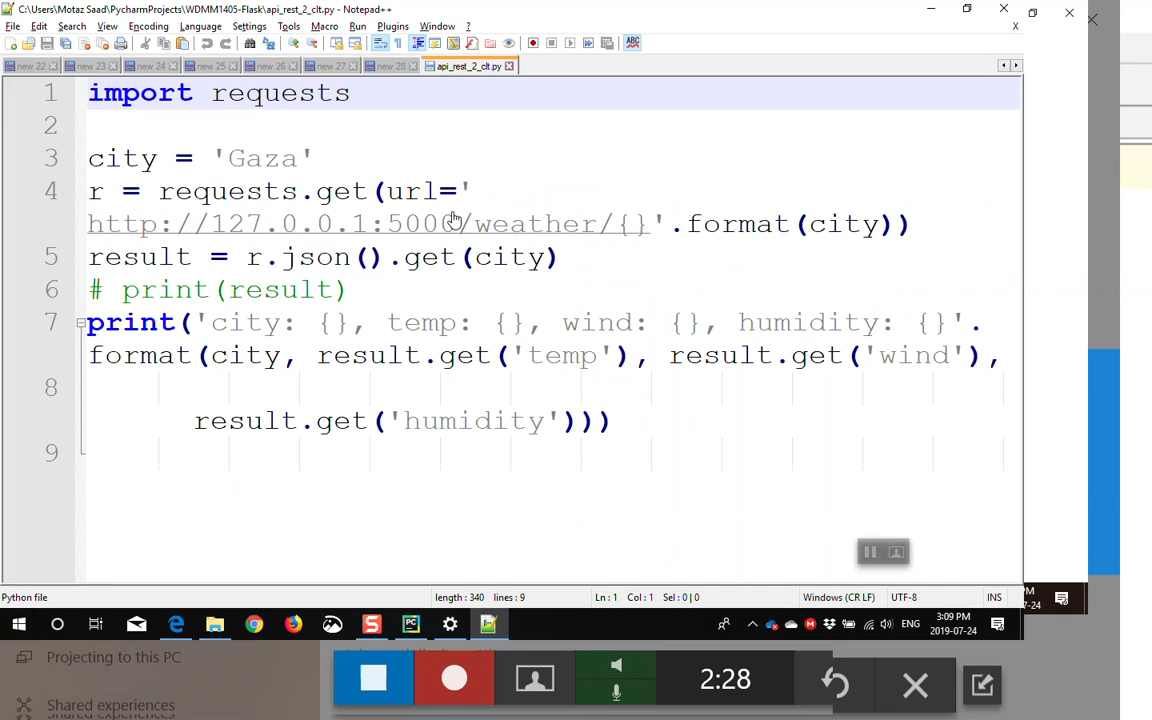 C:\Users\Motaz Saad\PycharmProjects\WDMM1405-Flask\api_rest_2_clt.py - Notepad++
File Edit Search View Encoding Language Settings Tools Macro Run Plugins Window ?
X
new 22 new 23 new 24 new 25 new 26 new 27 new 28 api_rest_2_clt.py
1 import requests
2
3 city = 'Gaza'
4 r = requests.get(url='
http://127.0.0.1:5000/weather/{}'.format(city))
5 result = r.json().get(city)
6 # print(result)
7 print('city: {}, temp: {}, wind: {}, humidity: {}'.
format(city, result.get('temp'), result.get('wind'),
8
result.get('humidity')))
9
Python file length : 340 lines : 9 Ln : 1 Col : 1 Sel : 0 | 0 Windows (CR LF) UTF-8 INS
ENG 3:09 PM
2019-07-24
Projecting to this PC
Shared experiences
2:28